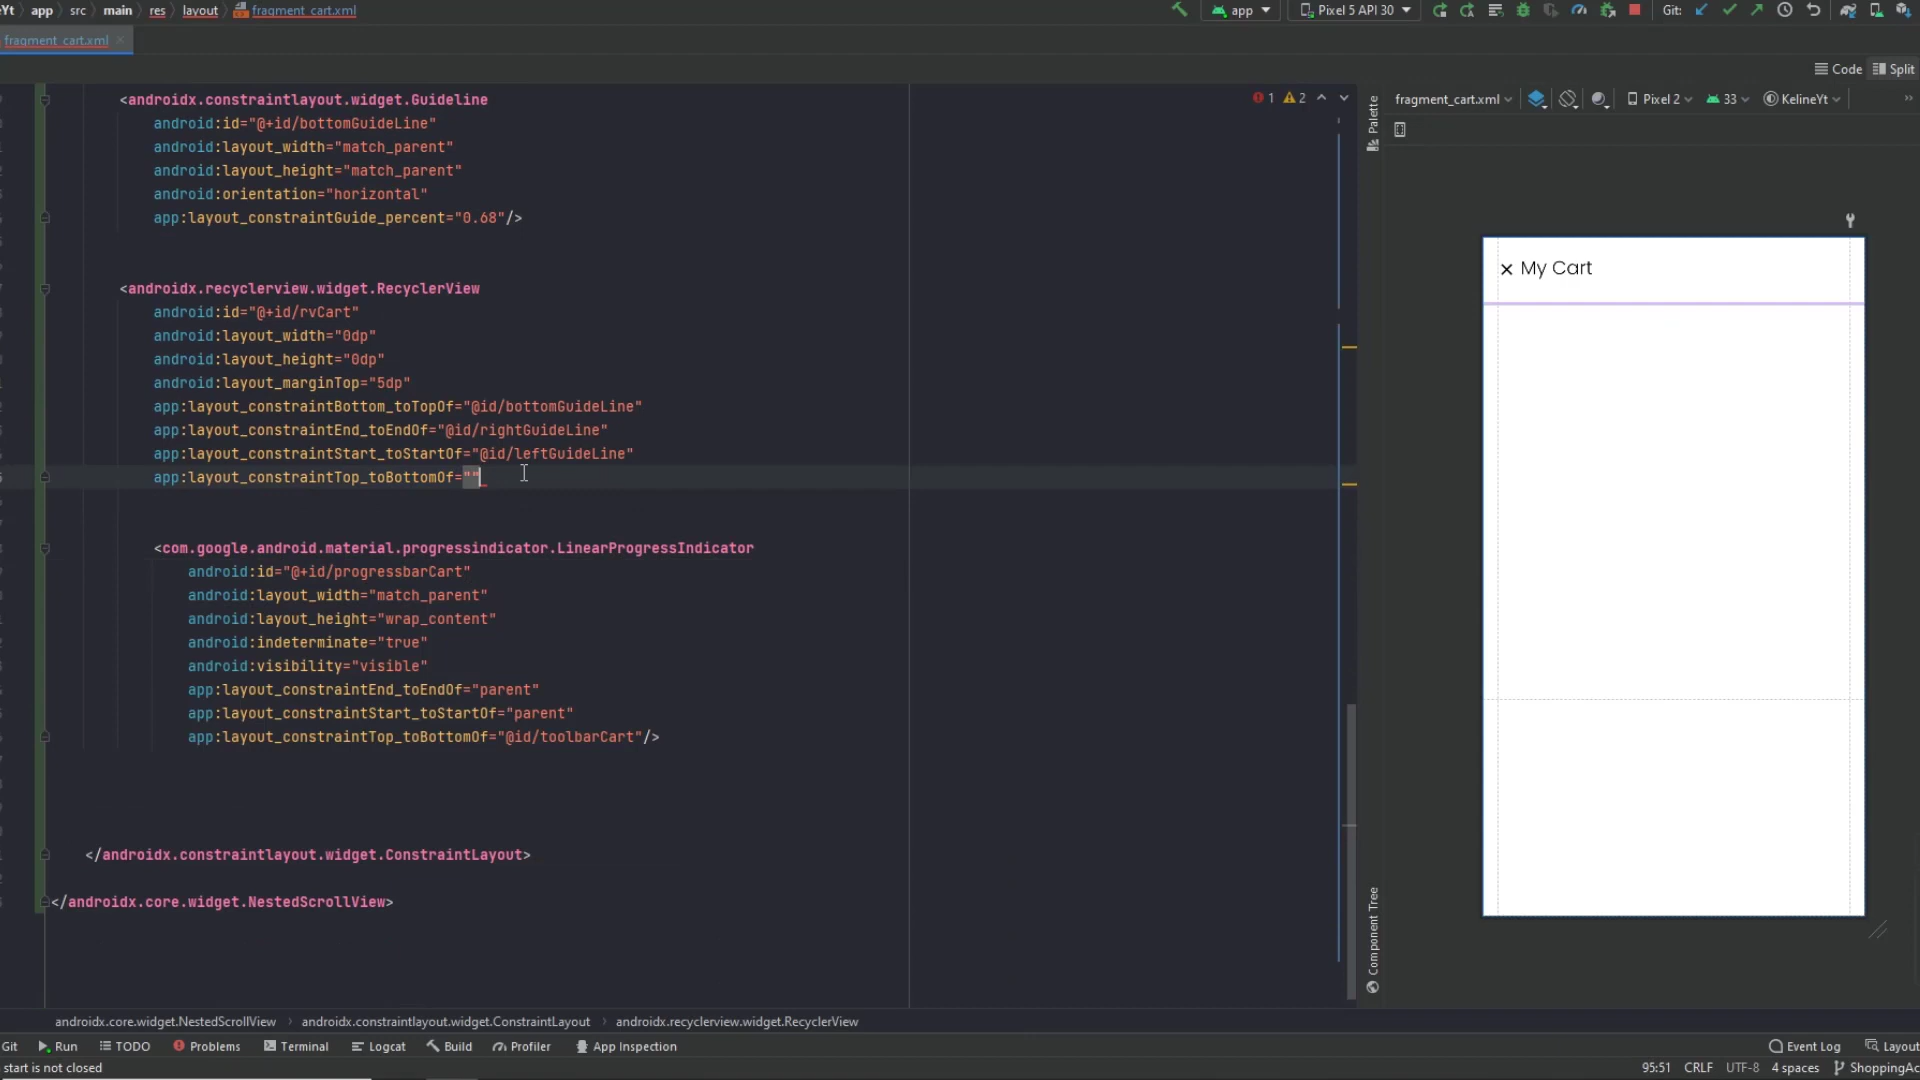 eYt app src main res layout fragment_cart.xml app Pixel 5 API 30 Git:
fragment_cart.xml
Code Split
<androidx.constraintlayout.widget.Guideline
android:id="@+id/bottomGuideLine"
android:layout_width="match_parent"
android:layout_height="match_parent"
android:orientation="horizontal"
app:layout_constraintGuide_percent="0.68"/>
<androidx.recyclerview.widget.RecyclerView
android:id="@+id/rvCart"
android:layout_width="0dp"
android:layout_height="0dp"
android:layout_marginTop="5dp"
app:layout_constraintBottom_toTopOf="@id/bottomGuideLine"
app:layout_constraintEnd_toEndOf="@id/rightGuideLine"
app:layout_constraintStart_toStartOf="@id/leftGuideLine"
app:layout_constraintTop_toBottomOf=""
<com.google.android.material.progressindicator.LinearProgressIndicator
android:id="@+id/progressbarCart"
android:layout_width="match_parent"
android:layout_height="wrap_content"
android:indeterminate="true"
android:visibility="visible"
app:layout_constraintEnd_toEndOf="parent"
app:layout_constraintStart_toStartOf="parent"
app:layout_constraintTop_toBottomOf="@id/toolbarCart"/>
</androidx.constraintlayout.widget.ConstraintLayout>
</androidx.core.widget.NestedScrollView>
1 2
Palette
fragment_cart.xml Pixel 2 33 KelineYt
My Cart
Component Tree
androidx.core.widget.NestedScrollView androidx.constraintlayout.widget.ConstraintLayout androidx.recyclerview.widget.RecyclerView
Git Run TODO Problems Terminal Logcat Build Profiler App Inspection Event Log Layout
start is not closed 95:51 CRLF UTF-8 4 spaces ShoppingAc